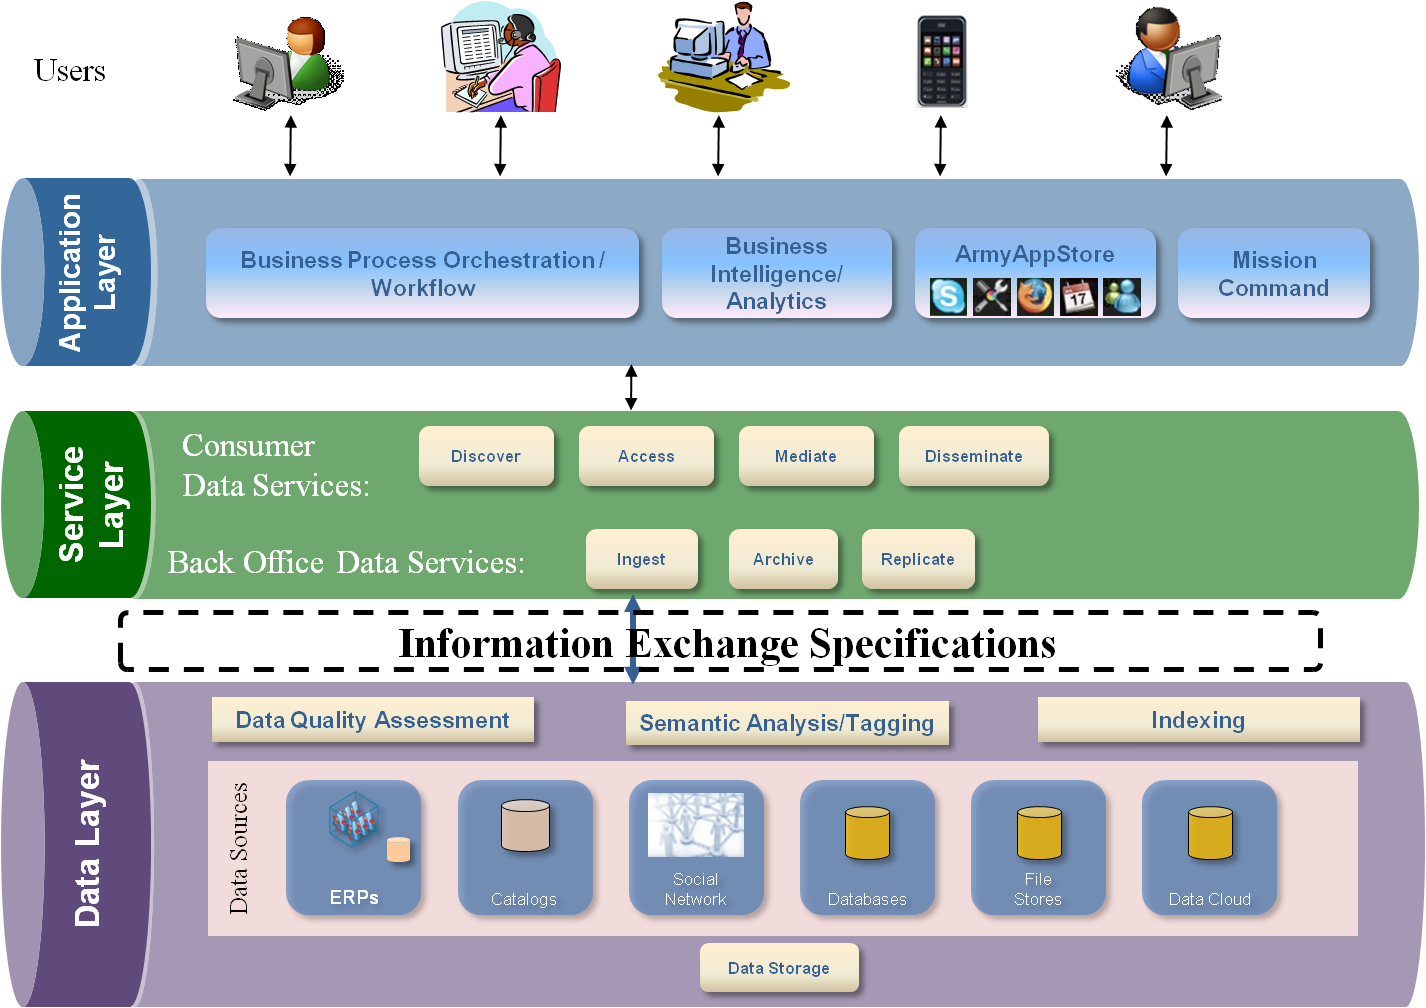 Users
Application
Layer
Business Process Orchestration /
Workflow
Business
Intelligence/
Analytics
ArmyAppStore
17
Mission
Command
Service
Layer
Consumer
Data Services:
Discover
Access
Mediate
Disseminate
Back Office Data Services:
Ingest
Archive
Replicate
Information Exchange Specifications
Data Layer
Data Quality Assessment
Semantic Analysis/Tagging
Indexing
Data Sources
ERPs
Catalogs
Social
Network
Databases
File
Stores
Data Cloud
Data Storage